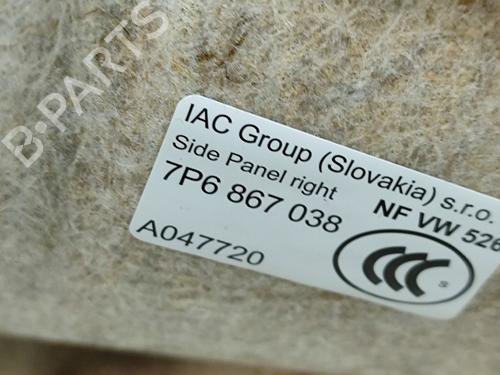 B-PARTS
IAC Group (Slovakia) s.r.o.
Side Panel right
7P6 867 038
NF VW 526
A047720
CCC
S